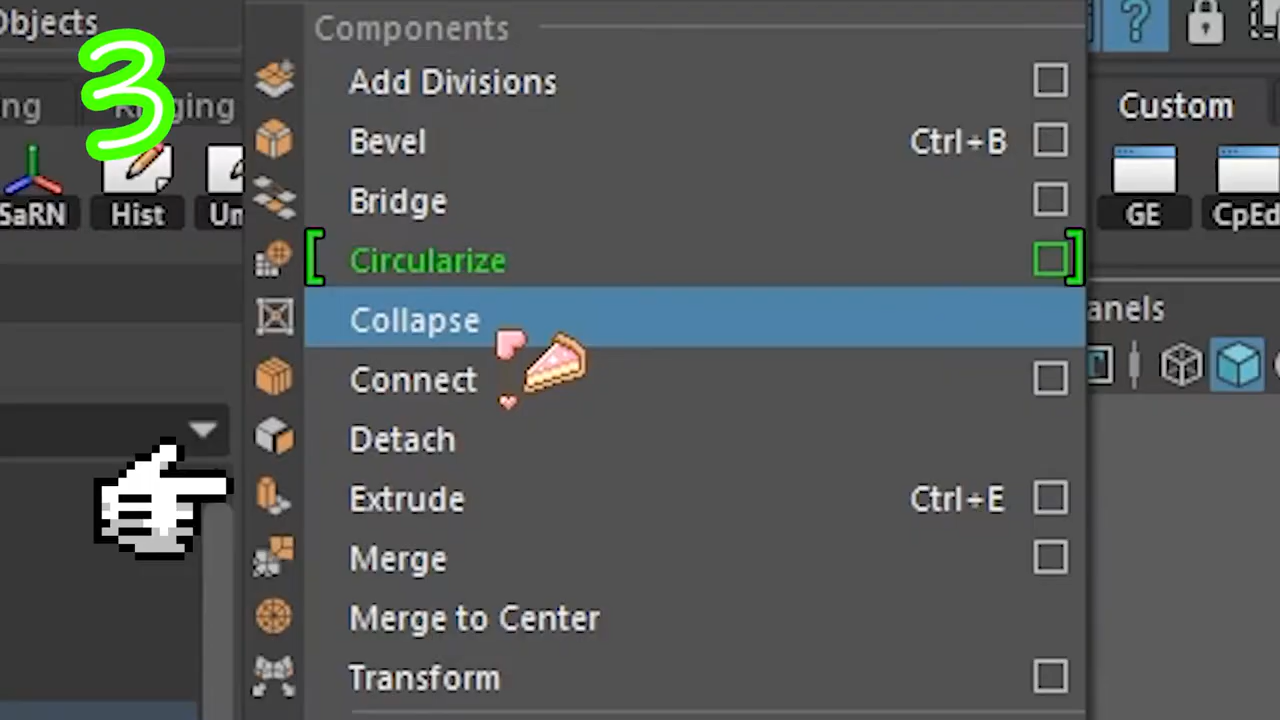 Objects
Components
3
Add Divisions
ng
Rigging
Custom
Bevel Ctrl+B
Bridge
SaRN
Hist
GE
CpEd
Circularize
anels
Collapse
Connect
Detach
Extrude Ctrl+E
Merge
Merge to Center
Transform